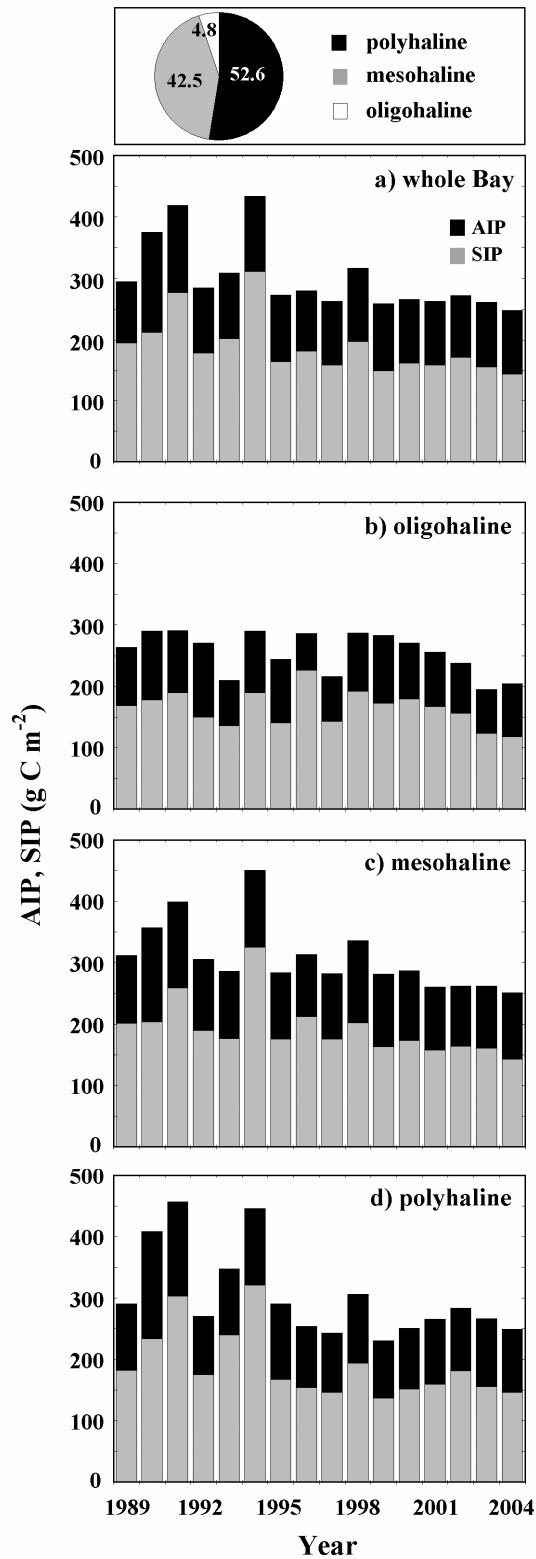 4.8
42.5
52.6
polyhaline
mesohaline
oligohaline
AIP, SIP (g C m-2)
a) whole Bay
AIP
SIP
500
400
300
200
100
0
b) oligohaline
500
400
300
200
100
0
c) mesohaline
500
400
300
200
100
0
d) polyhaline
500
400
300
200
100
0
1989 1992 1995 1998 2001 2004
Year